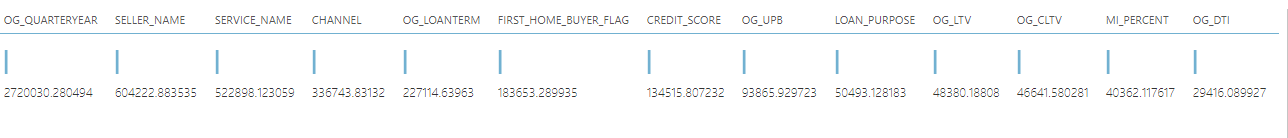 OG_QUARTERYEAR SELLER_NAME SERVICE_NAME CHANNEL OG_LOANTERM FIRST_HOME_BUYER_FLAG CREDIT_SCORE OG_UPB LOAN_PURPOSE OG_LTV OG_CLTV MI_PERCENT OG_DTI
2720030.280494 604222.883535 522898.123059 336743.83132 227114.63963 183653.289935 134515.807232 93865.929723 50493.128183 48380.18808 46641.580281 40362.117617 29416.089927